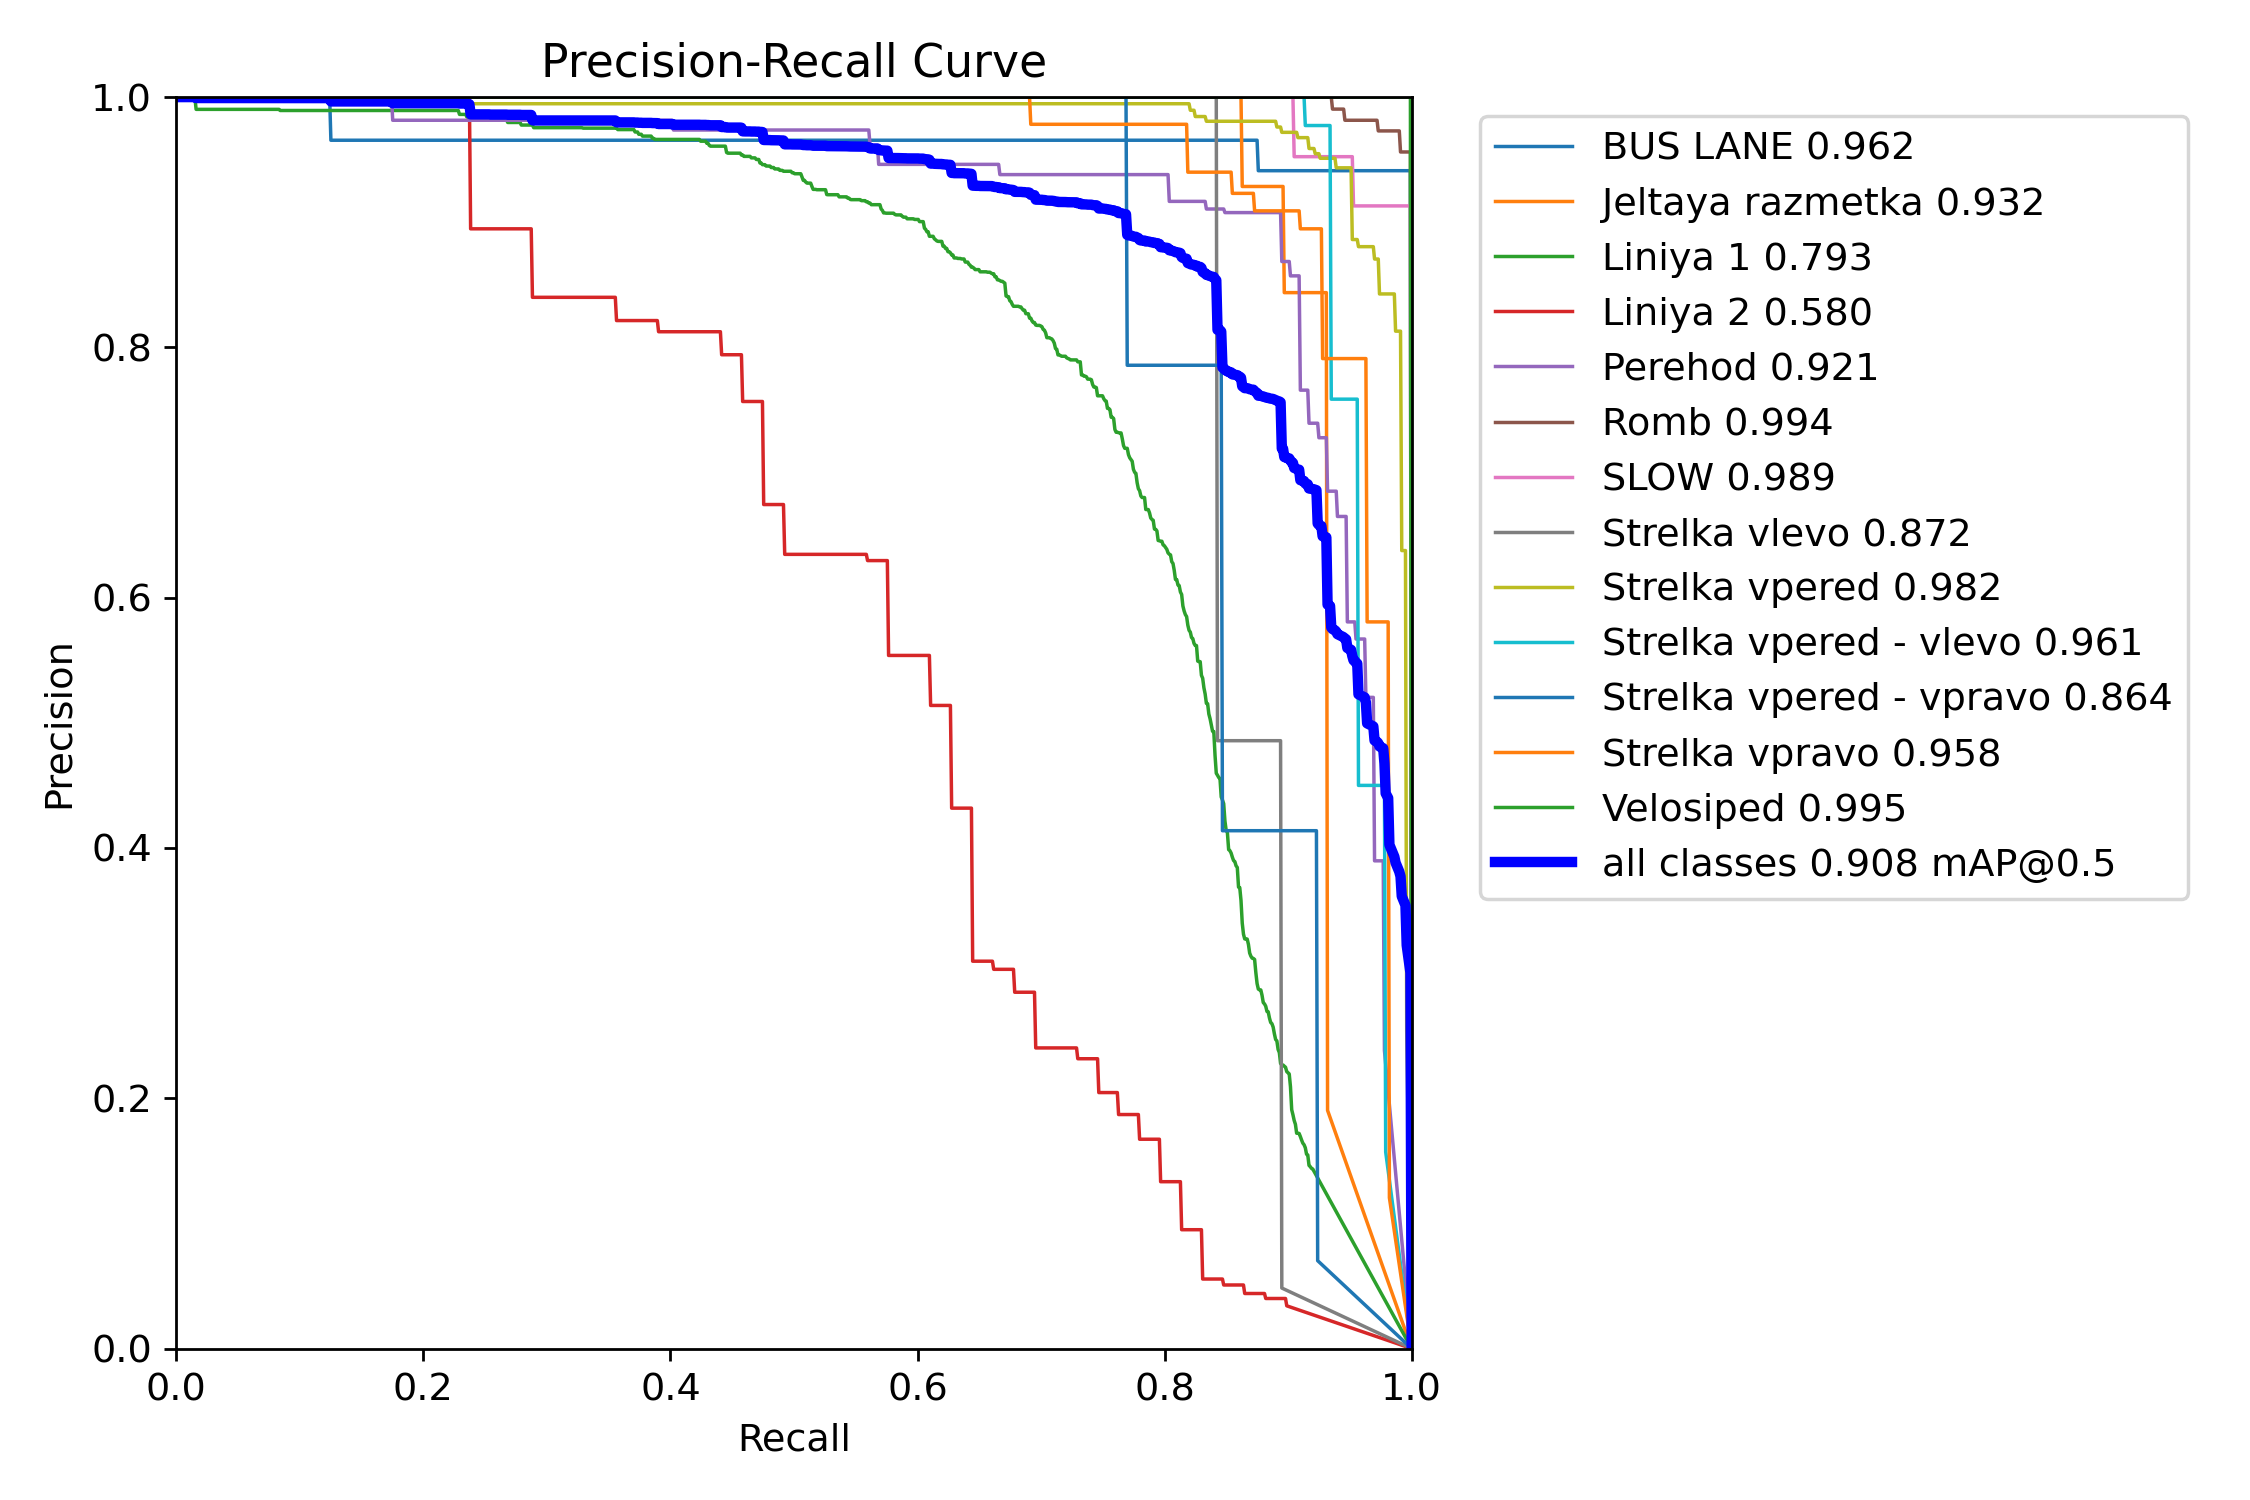 Precision-Recall Curve
1.0
0.8
0.6
0.4
0.2
0.0
Precision
0.0 0.2 0.4 0.6 0.8 1.0
Recall
BUS LANE 0.962
Jeltaya razmetka 0.932
Liniya 1 0.793
Liniya 2 0.580
Perehod 0.921
Romb 0.994
SLOW 0.989
Strelka vlevo 0.872
Strelka vpered 0.982
Strelka vpered - vlevo 0.961
Strelka vpered - vpravo 0.864
Strelka vpravo 0.958
Velosiped 0.995
all classes 0.908 mAP@0.5